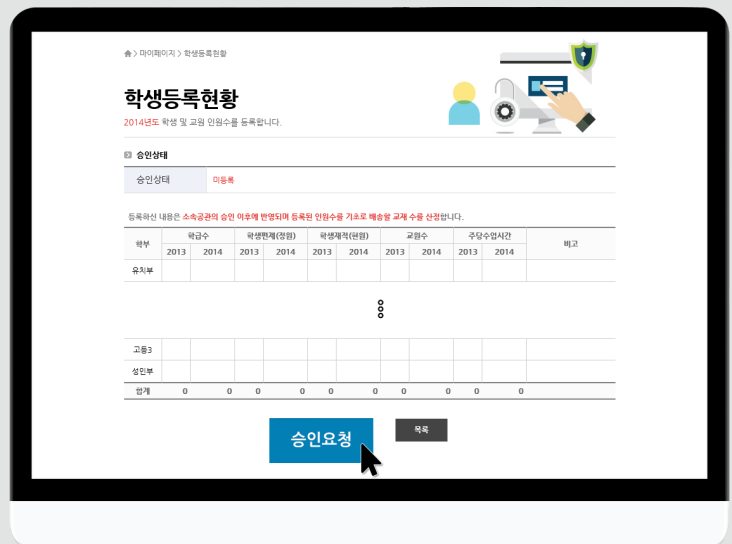 > 마이페이지 > 학생등록현황
학생등록현황
2014년도 학생 및 교원 인원수를 등록합니다.
승인상태
승인상태 미등록
등록하신 내용은 소속공관의 승인 이후에 반영되며 등록된 인원수를 기초로 배송할 교재 수를 산정합니다.
학부 학급수 학생편제(정원) 학생재적(현원) 교원수 주당수업시간 비고
2013 2014 2013 2014 2013 2014 2013 2014 2013 2014
유치부
고등3
성인부
합계 0 0 0 0 0 0 0 0 0 0
승인요청 목록